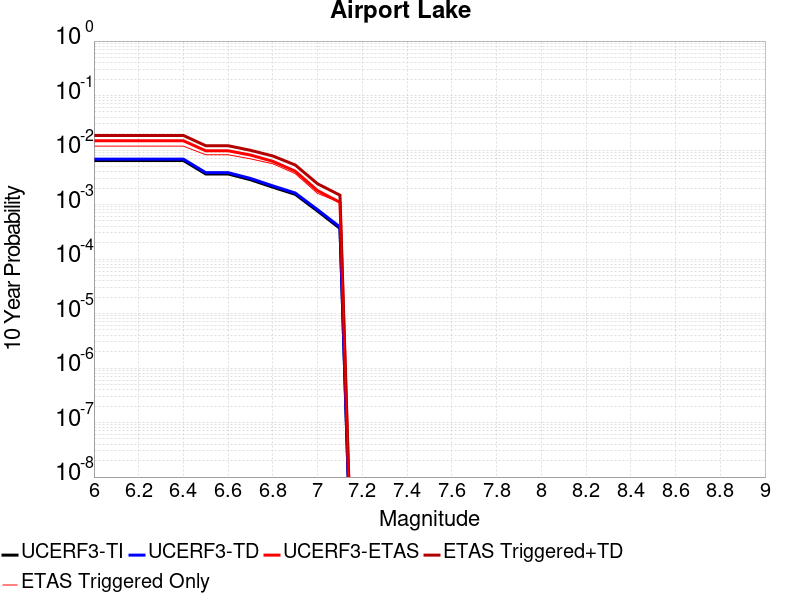 Airport Lake
10 Year Probability
10^0
10^-1
10^-2
10^-3
10^-4
10^-5
10^-6
10^-7
10^-8
6 6.2 6.4 6.6 6.8 7 7.2 7.4 7.6 7.8 8 8.2 8.4 8.6 8.8 9
Magnitude
UCERF3-TI UCERF3-TD UCERF3-ETAS ETAS Triggered+TD
ETAS Triggered Only